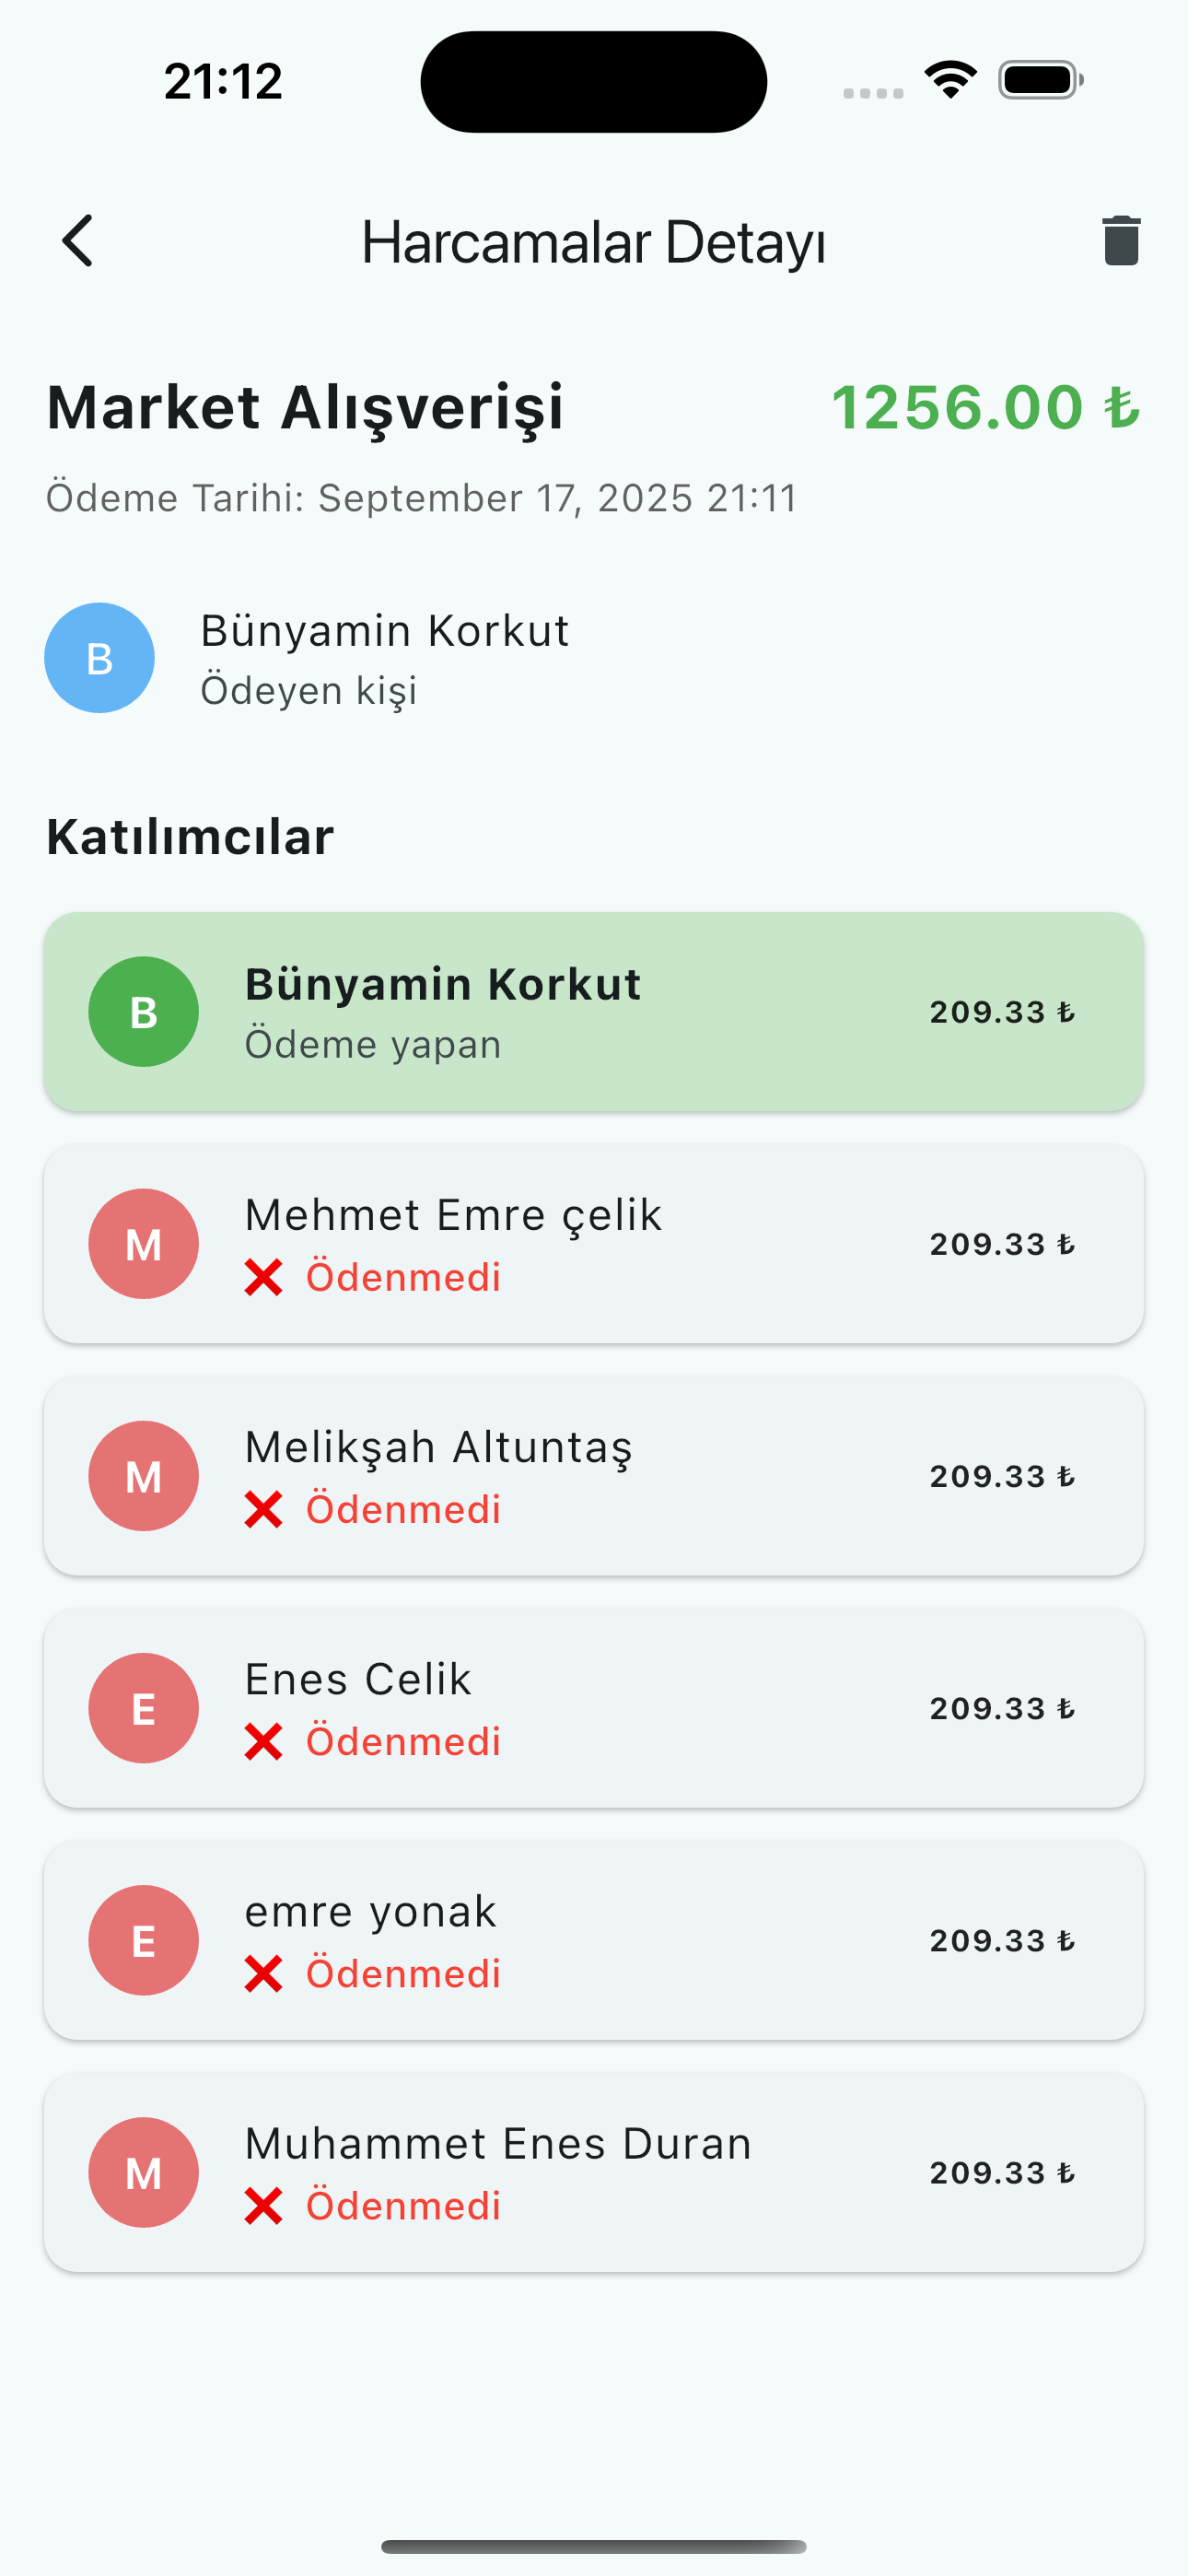 21:12
Harcamalar Detayı
Market Alışverişi 1256.00 ₺
Ödeme Tarihi: September 17, 2025 21:11
B
Bünyamin Korkut
Ödeyen kişi
Katılımcılar
B
Bünyamin Korkut
Ödeme yapan
209.33 ₺
M
Mehmet Emre çelik
❌ Ödenmedi
209.33 ₺
M
Melikşah Altuntaş
❌ Ödenmedi
209.33 ₺
E
Enes Celik
❌ Ödenmedi
209.33 ₺
E
emre yonak
❌ Ödenmedi
209.33 ₺
M
Muhammet Enes Duran
❌ Ödenmedi
209.33 ₺